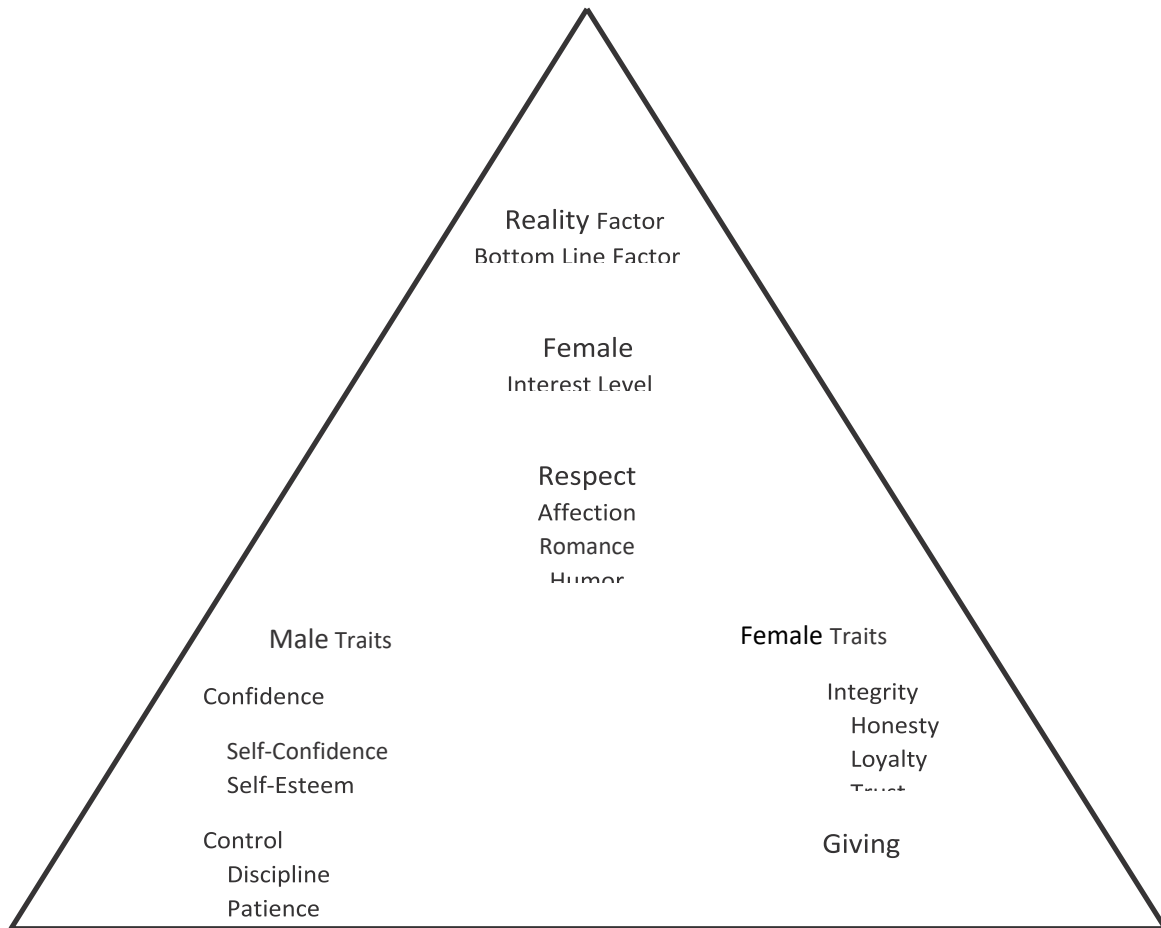 Reality Factor
Bottom Line Factor
Female
Interest Level
Respect
Affection
Romance
Humor
Male Traits
Confidence
Self-Confidence
Self-Esteem
Control
Discipline
Patience
Female Traits
Integrity
Honesty
Loyalty
Trust
Giving